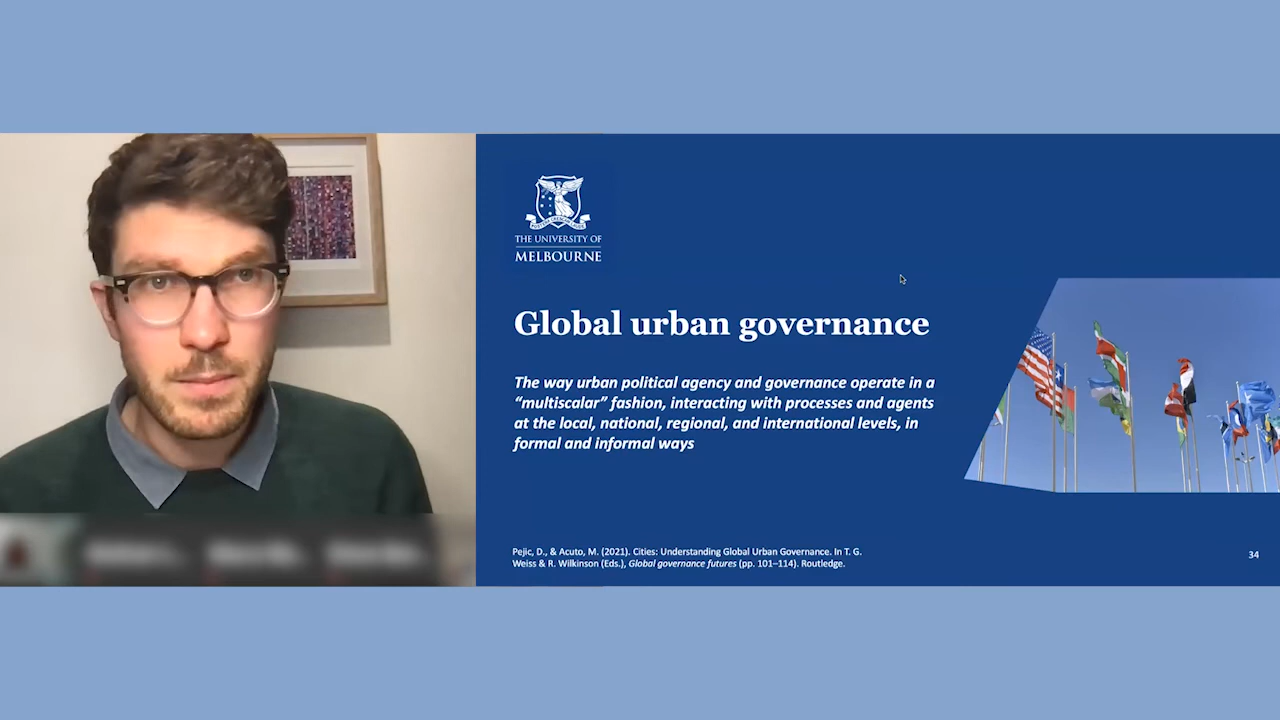 THE UNIVERSITY OF
MELBOURNE
Global urban governance
The way urban political agency and governance operate in a
“multiscalar” fashion, interacting with processes and agents
at the local, national, regional, and international levels, in
formal and informal ways
Pejic, D., & Acuto, M. (2021). Cities: Understanding Global Urban Governance. In T. G.
Weiss & R. Wilkinson (Eds.), Global governance futures (pp. 101–114). Routledge.
34